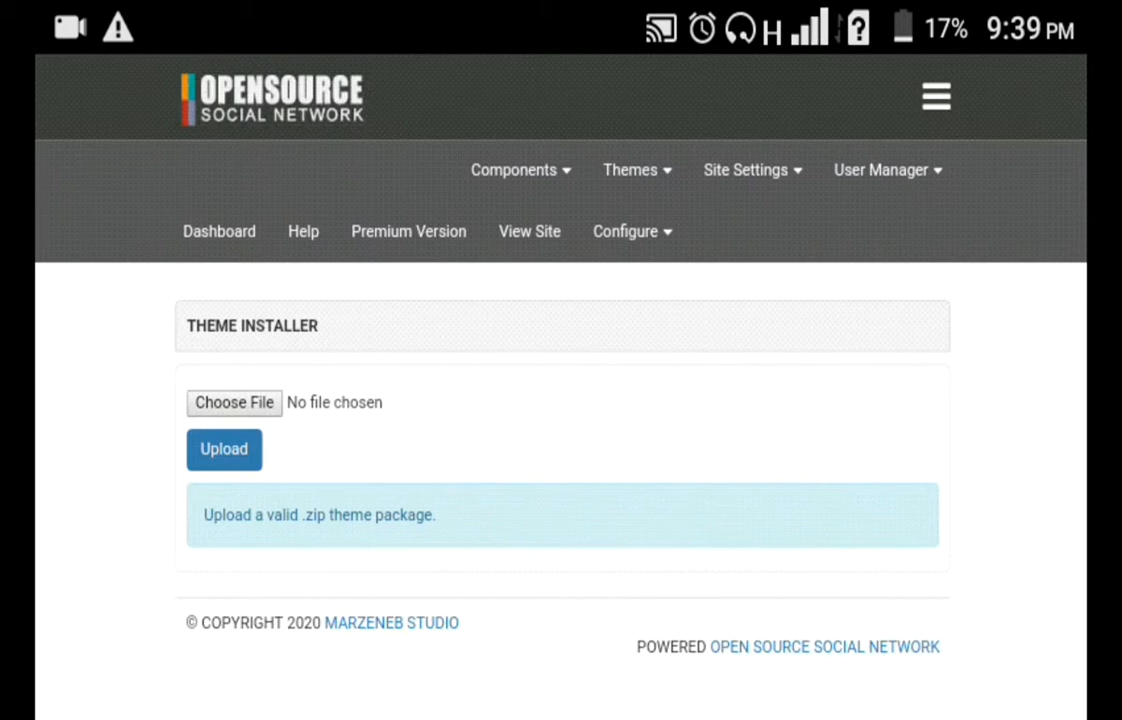 H 17% 9:39 PM
OPENSOURCE
SOCIAL NETWORK
Components Themes Site Settings User Manager
Dashboard Help Premium Version View Site Configure
THEME INSTALLER
Choose File No file chosen
Upload
Upload a valid .zip theme package.
© COPYRIGHT 2020 MARZENEB STUDIO
POWERED OPEN SOURCE SOCIAL NETWORK